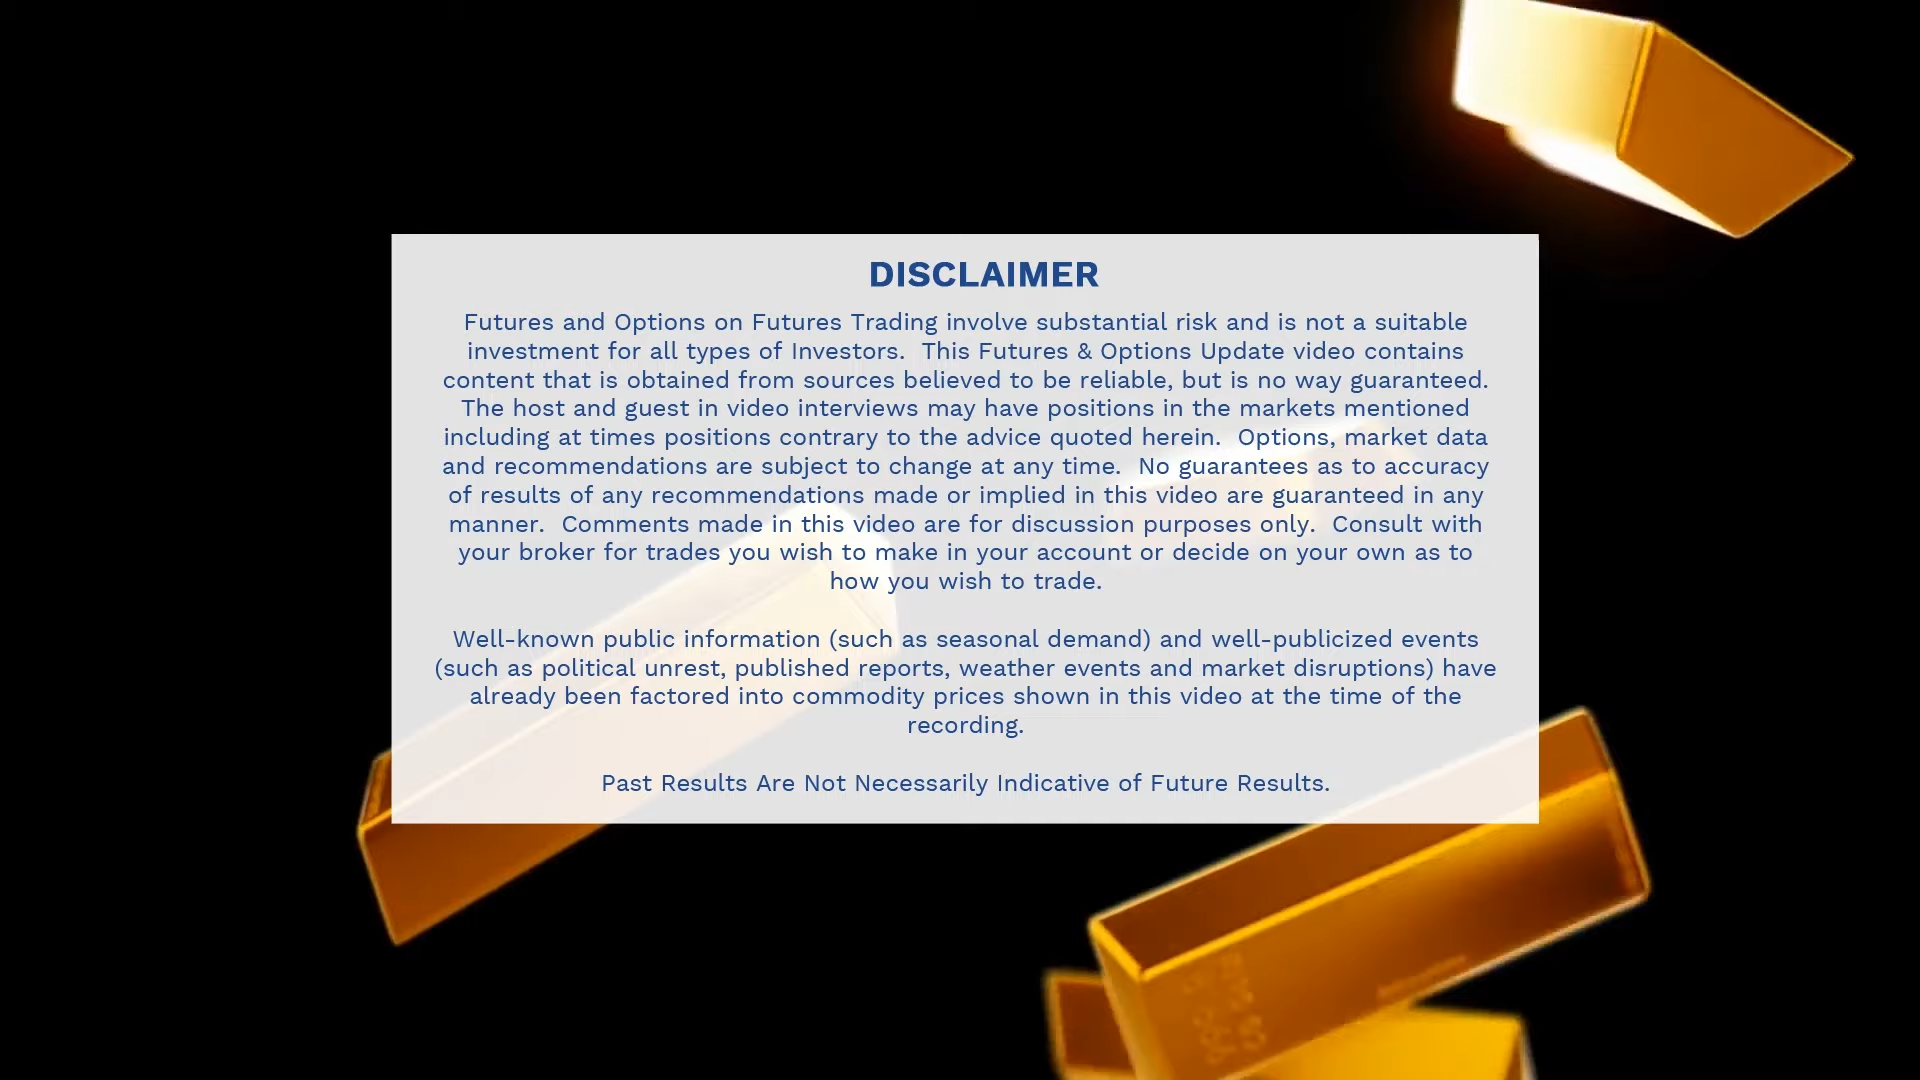 DISCLAIMER
Futures and Options on Futures Trading involve substantial risk and is not a suitable
investment for all types of Investors.  This Futures & Options Update video contains
content that is obtained from sources believed to be reliable, but is no way guaranteed.
The host and guest in video interviews may have positions in the markets mentioned
including at times positions contrary to the advice quoted herein.  Options, market data
and recommendations are subject to change at any time.  No guarantees as to accuracy
of results of any recommendations made or implied in this video are guaranteed in any
manner.  Comments made in this video are for discussion purposes only.  Consult with
your broker for trades you wish to make in your account or decide on your own as to
how you wish to trade.
Well-known public information (such as seasonal demand) and well-publicized events
(such as political unrest, published reports, weather events and market disruptions) have
already been factored into commodity prices shown in this video at the time of the
recording.
Past Results Are Not Necessarily Indicative of Future Results.